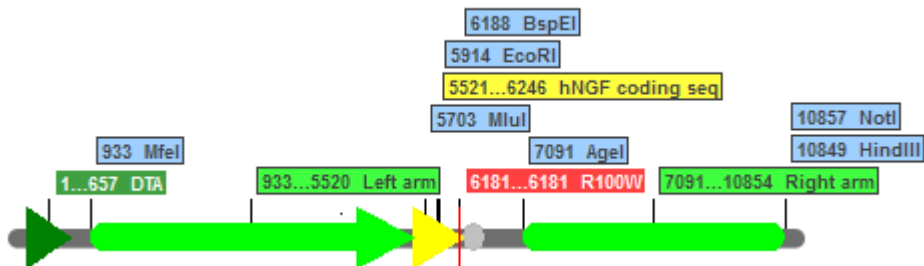 6188 BspEI
5914 EcoRI
5521...6246 hNGF coding seq
5703 MluI
10857 NotI
933 MfeI
7091 AgeI
10849 HindIII
1...657 DTA
933...5520 Left arm
6181...6181 R100W
7091...10854 Right arm